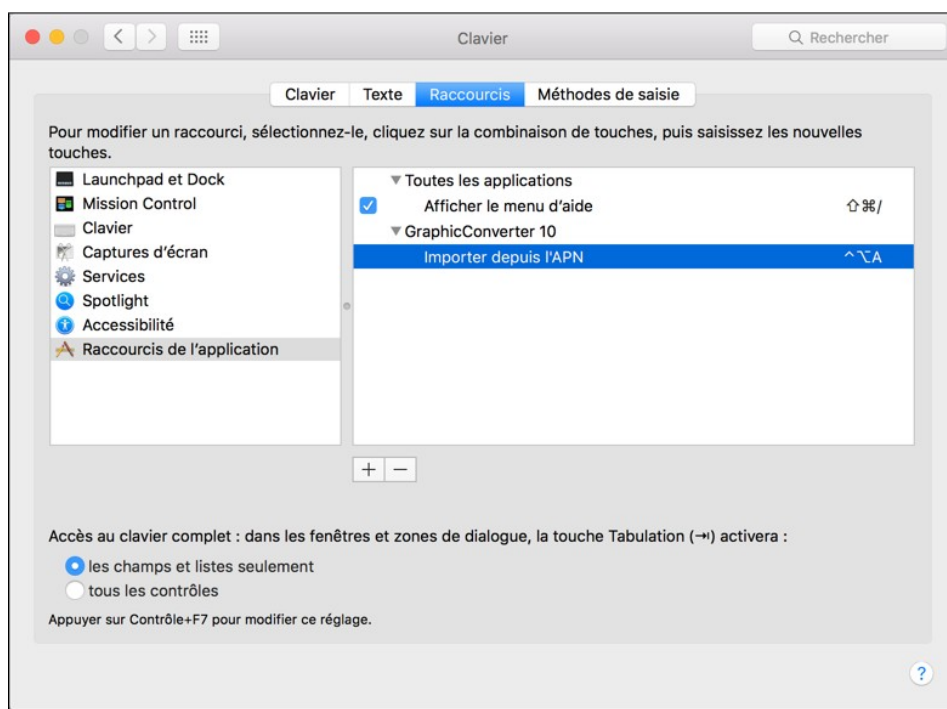 Clavier
Rechercher
Clavier Texte Raccourcis Méthodes de saisie
Pour modifier un raccourci, sélectionnez-le, cliquez sur la combinaison de touches, puis saisissez les nouvelles
touches.
Launchpad et Dock
Mission Control
Clavier
Captures d’écran
Services
Spotlight
Accessibilité
Raccourcis de l’application
Toutes les applications
Afficher le menu d’aide ⇧⌘/
GraphicConverter 10
Importer depuis l'APN ^⌥A
Accès au clavier complet : dans les fenêtres et zones de dialogue, la touche Tabulation (⇥) activera :
les champs et listes seulement
tous les contrôles
Appuyer sur Contrôle+F7 pour modifier ce réglage.